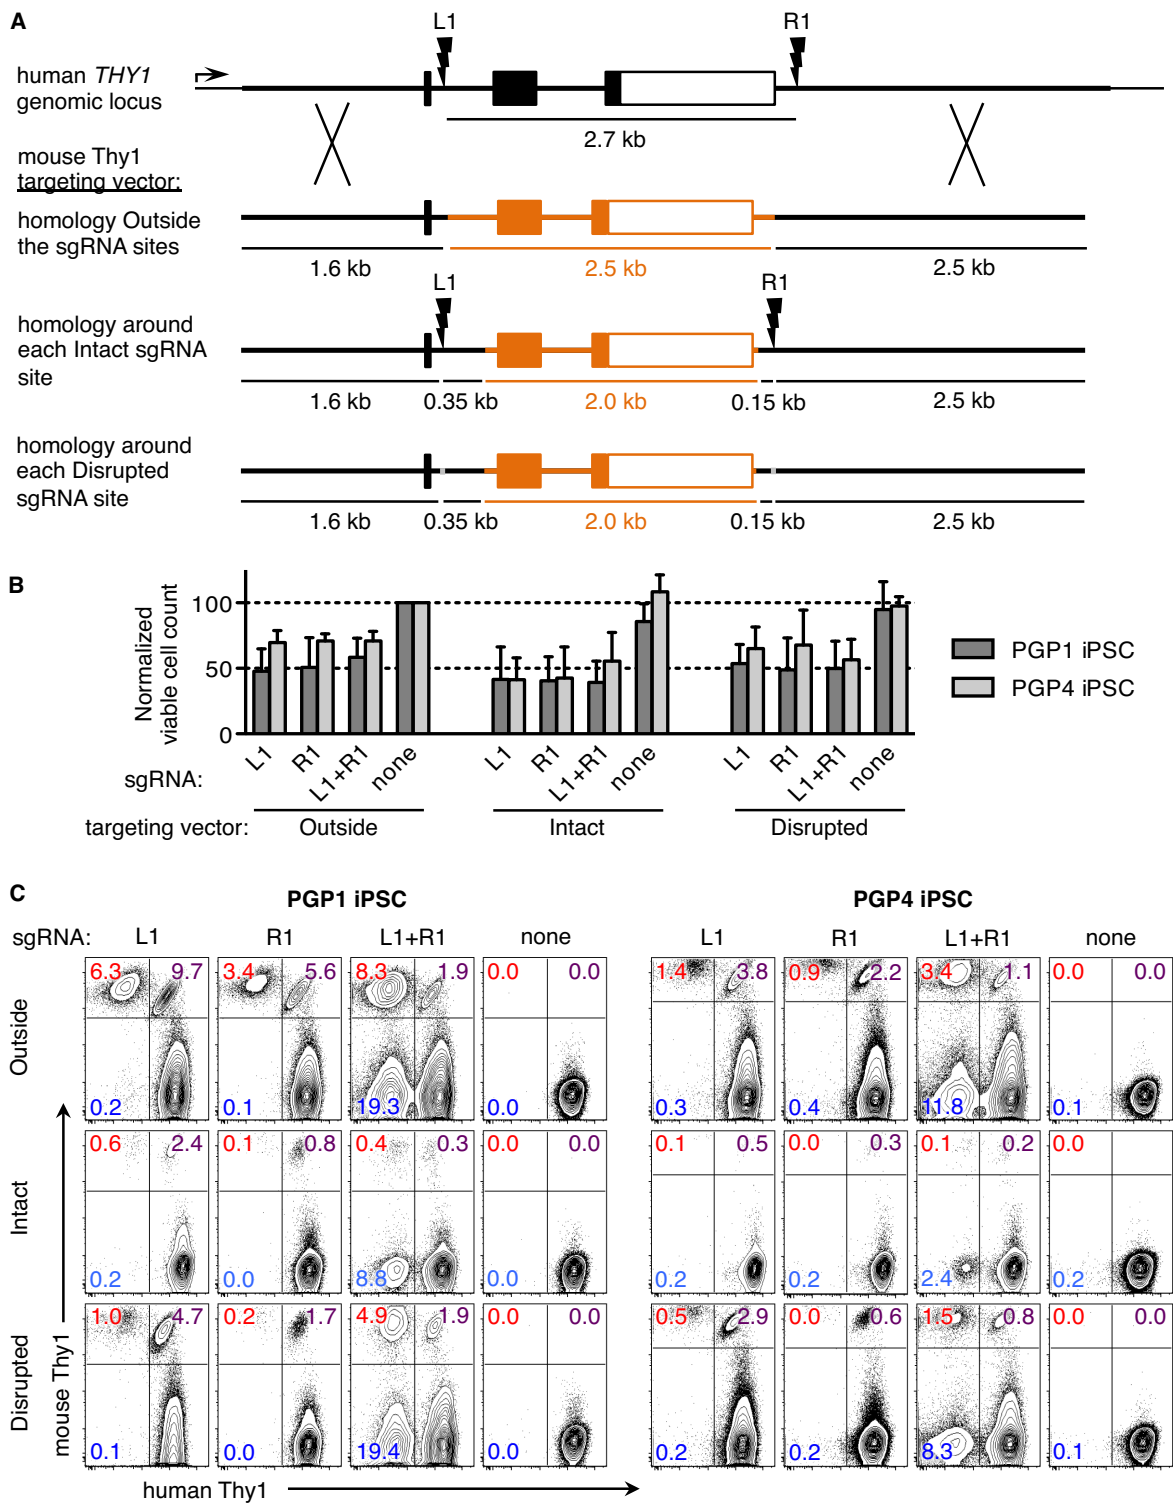 A
L1
R1
human THY1
genomic locus
2.7 kb
mouse Thy1
targeting vector:
homology Outside
the sgRNA sites
1.6 kb
2.5 kb
2.5 kb
L1
R1
homology around
each Intact sgRNA
site
1.6 kb
0.35 kb
2.0 kb
0.15 kb
2.5 kb
homology around
each Disrupted
sgRNA site
1.6 kb
0.35 kb
2.0 kb
0.15 kb
2.5 kb
B
Normalized
viable cell count
100
50
0
PGP1 iPSC
PGP4 iPSC
sgRNA:
L1
R1
L1+R1
none
L1
R1
L1+R1
none
L1
R1
L1+R1
none
targeting vector:
Outside
Intact
Disrupted
C
PGP1 iPSC
PGP4 iPSC
sgRNA:
L1
R1
L1+R1
none
L1
R1
L1+R1
none
Outside
6.3 9.7
3.4 5.6
8.3 1.9
0.0 0.0
1.4 3.8
0.9 2.2
3.4 1.1
0.0 0.0
0.2
0.1
19.3
0.0
0.3
0.4
11.8
0.1
Intact
0.6 2.4
0.1 0.8
0.4 0.3
0.0 0.0
0.1 0.5
0.0 0.3
0.1 0.2
0.0 0.0
0.2
0.0
8.8
0.0
0.2
0.2
2.4
0.2
Disrupted
1.0 4.7
0.2 1.7
4.9 1.9
0.0 0.0
0.5 2.9
0.0 0.6
1.5 0.8
0.0 0.0
0.1
0.0
19.4
0.0
0.2
0.2
8.3
0.1
mouse Thy1
human Thy1